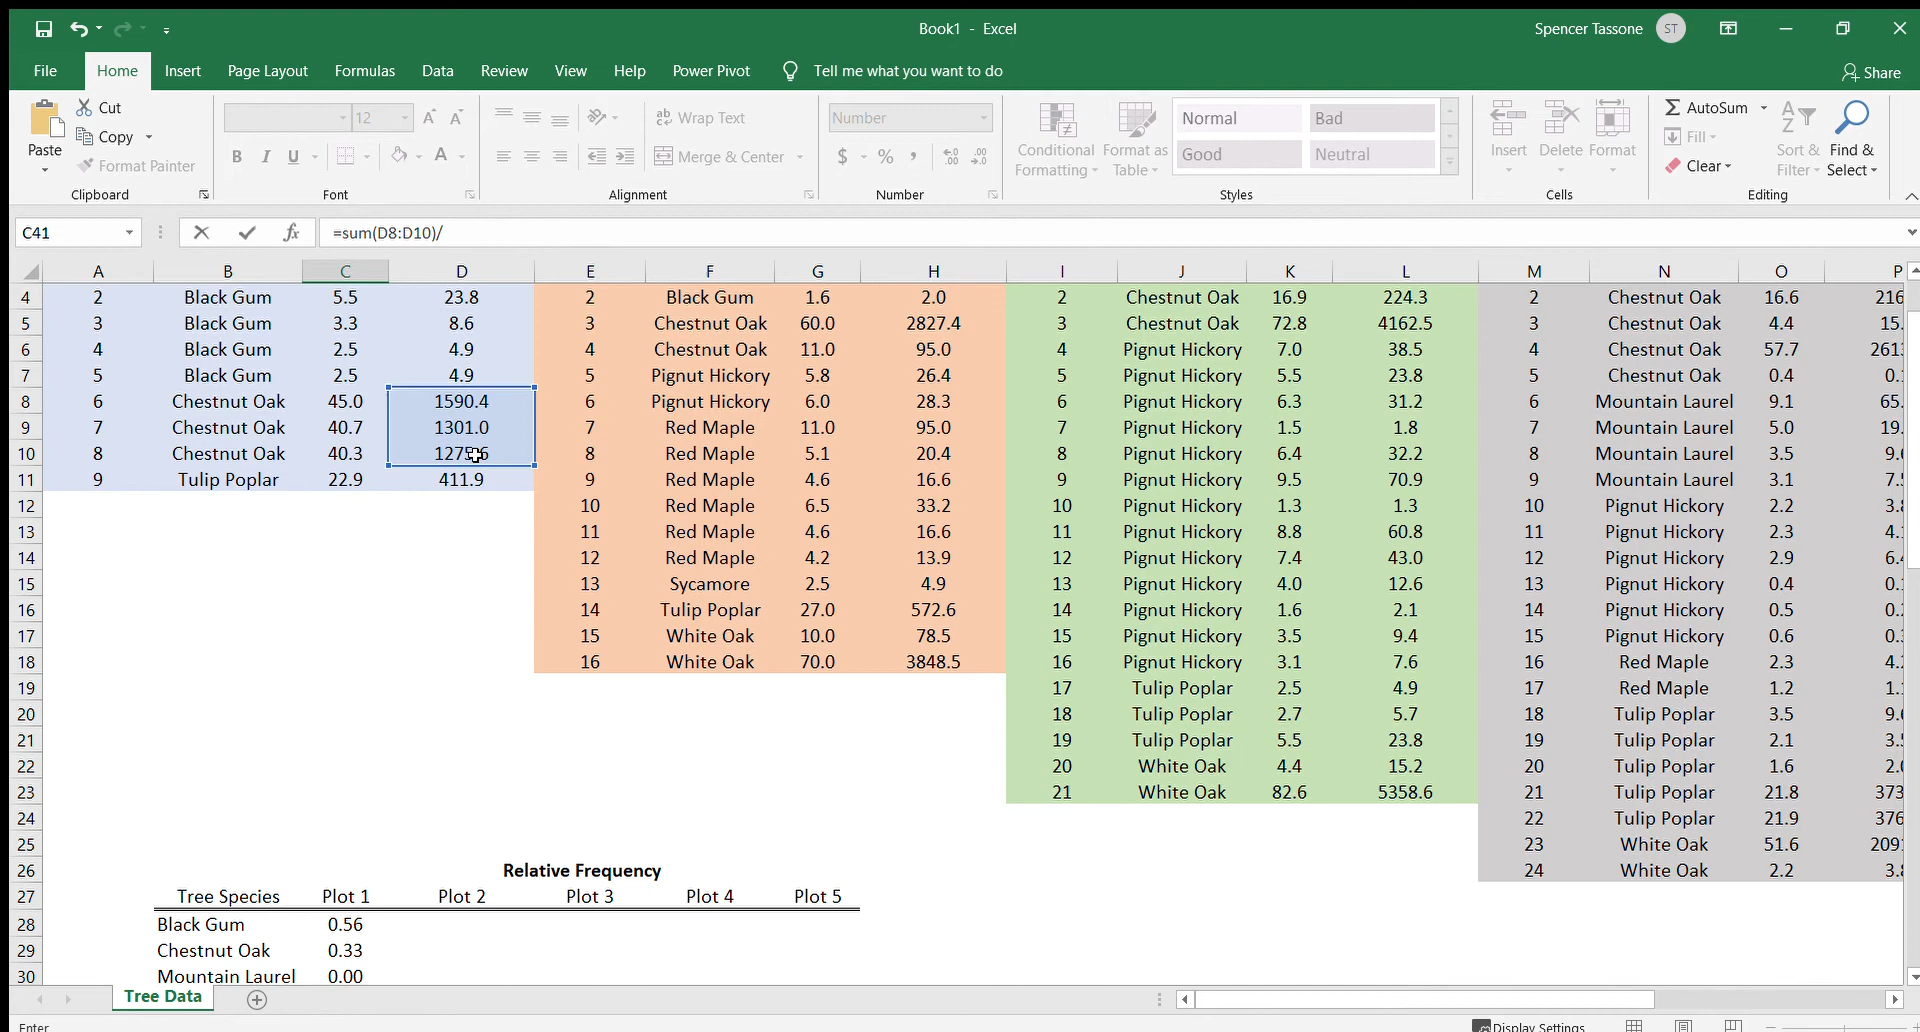 Book1 - Excel
Spencer Tassone ST
File Home Insert Page Layout Formulas Data Review View Help Power Pivot Tell me what you want to do Share
Paste
Cut
Copy
Format Painter
Clipboard
12
B I U A
Font
Wrap Text
Merge & Center
Alignment
Number
$ % ,
Number
Conditional Formatting
Format as Table
Normal Bad
Good Neutral
Styles
Insert Delete Format
Cells
AutoSum
Fill
Clear
Sort & Filter
Find & Select
Editing
C41 fx =sum(D8:D10)/
A B C D E F G H I J K L M N O P
4 2 Black Gum 5.5 23.8 2 Black Gum 1.6 2.0 2 Chestnut Oak 16.9 224.3 2 Chestnut Oak 16.6 216
5 3 Black Gum 3.3 8.6 3 Chestnut Oak 60.0 2827.4 3 Chestnut Oak 72.8 4162.5 3 Chestnut Oak 4.4 15.
6 4 Black Gum 2.5 4.9 4 Chestnut Oak 11.0 95.0 4 Pignut Hickory 7.0 38.5 4 Chestnut Oak 57.7 261
7 5 Black Gum 2.5 4.9 5 Pignut Hickory 5.8 26.4 5 Pignut Hickory 5.5 23.8 5 Chestnut Oak 0.4 0.
8 6 Chestnut Oak 45.0 1590.4 6 Pignut Hickory 6.0 28.3 6 Pignut Hickory 6.3 31.2 6 Mountain Laurel 9.1 65.
9 7 Chestnut Oak 40.7 1301.0 7 Red Maple 11.0 95.0 7 Pignut Hickory 1.5 1.8 7 Mountain Laurel 5.0 19.
10 8 Chestnut Oak 40.3 8 Red Maple 5.1 20.4 8 Pignut Hickory 6.4 32.2 8 Mountain Laurel 3.5 9.
11 9 Tulip Poplar 22.9 411.9 9 Red Maple 4.6 16.6 9 Pignut Hickory 9.5 70.9 9 Mountain Laurel 3.1 7.
12 10 Red Maple 6.5 33.2 10 Pignut Hickory 1.3 1.3 10 Pignut Hickory 2.2 3.
13 11 Red Maple 4.6 16.6 11 Pignut Hickory 8.8 60.8 11 Pignut Hickory 2.3 4.
14 12 Red Maple 4.2 13.9 12 Pignut Hickory 7.4 43.0 12 Pignut Hickory 2.9 6.
15 13 Sycamore 2.5 4.9 13 Pignut Hickory 4.0 12.6 13 Pignut Hickory 0.4 0.
16 14 Tulip Poplar 27.0 572.6 14 Pignut Hickory 1.6 2.1 14 Pignut Hickory 0.5 0.
17 15 White Oak 10.0 78.5 15 Pignut Hickory 3.5 9.4 15 Pignut Hickory 0.6 0.
18 16 White Oak 70.0 3848.5 16 Pignut Hickory 3.1 7.6 16 Red Maple 2.3 4.
19 17 Tulip Poplar 2.5 4.9 17 Red Maple 1.2 1.
20 18 Tulip Poplar 2.7 5.7 18 Tulip Poplar 3.5 9.
21 19 Tulip Poplar 5.5 23.8 19 Tulip Poplar 2.1 3.
22 20 White Oak 4.4 15.2 20 Tulip Poplar 1.6 2.
23 21 White Oak 82.6 5358.6 21 Tulip Poplar 21.8 373
24 22 Tulip Poplar 21.9 376
25 23 White Oak 51.6 209
26 Relative Frequency 24 White Oak 2.2 3.
27 Tree Species Plot 1 Plot 2 Plot 3 Plot 4 Plot 5
28 Black Gum 0.56
29 Chestnut Oak 0.33
30 Mountain Laurel 0.00
Tree Data
Enter Display Settings